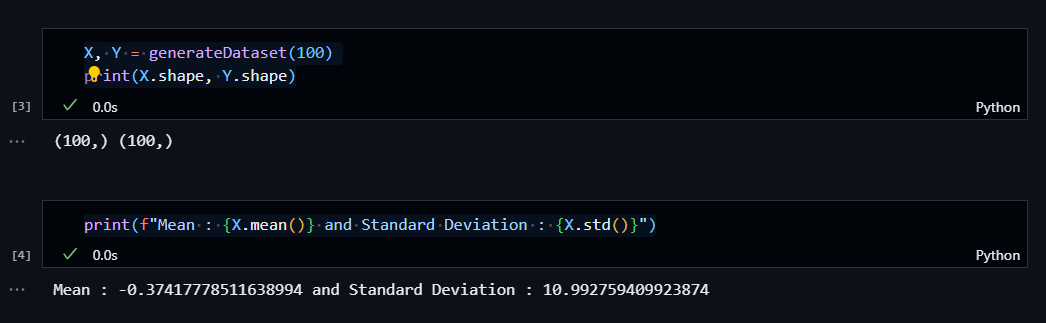 X, Y = generateDataset(100)
print(X.shape, Y.shape)
[3]
0.0s
Python
(100,) (100,)
print(f"Mean : {X.mean()} and Standard Deviation : {X.std()}")
[4]
0.0s
Python
Mean : -0.37417778511638994 and Standard Deviation : 10.992759409923874